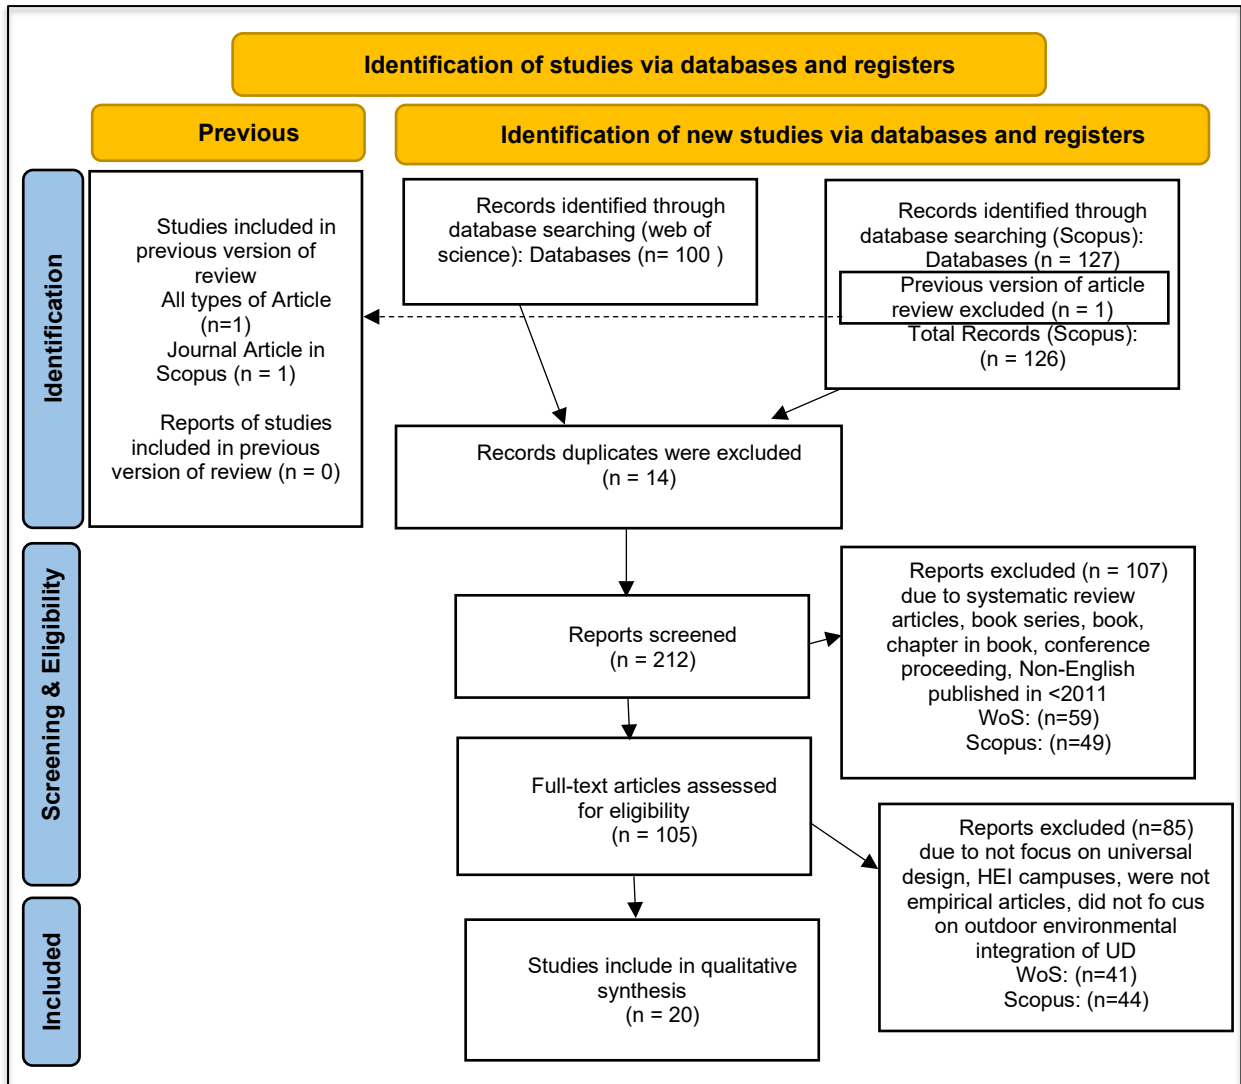 Identification of studies via databases and registers
Previous
Identification of new studies via databases and registers
Identification
Studies included in
previous version of
review
All types of Article
(n=1)
Journal Article in
Scopus (n = 1)
Reports of studies
included in previous
version of review (n = 0)
Records identified through
database searching (web of
science): Databases (n= 100 )
Records identified through
database searching (Scopus):
Databases (n = 127)
Previous version of article
review excluded (n = 1)
Total Records (Scopus):
(n = 126)
Records duplicates were excluded
(n = 14)
Screening & Eligibility
Reports screened
(n = 212)
Reports excluded (n = 107)
due to systematic review
articles, book series, book,
chapter in book, conference
proceeding, Non-English
published in <2011
WoS: (n=59)
Scopus: (n=49)
Full-text articles assessed
for eligibility
(n = 105)
Reports excluded (n=85)
due to not focus on universal
design, HEI campuses, were not
empirical articles, did not fo cus
on outdoor environmental
integration of UD
WoS: (n=41)
Scopus: (n=44)
Included
Studies include in qualitative
synthesis
(n = 20)